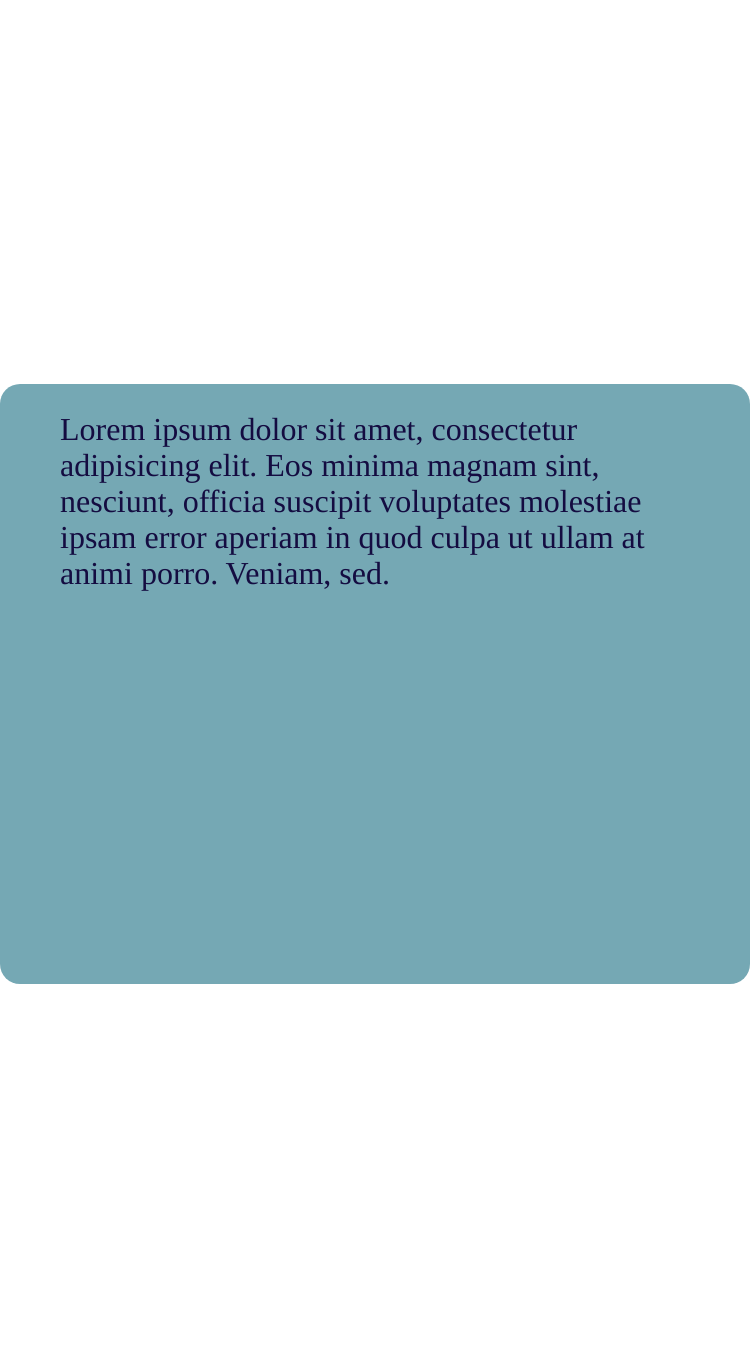 Lorem ipsum dolor sit amet, consectetur
adipisicing elit. Eos minima magnam sint,
nesciunt, officia suscipit voluptates molestiae
ipsam error aperiam in quod culpa ut ullam at
animi porro. Veniam, sed.